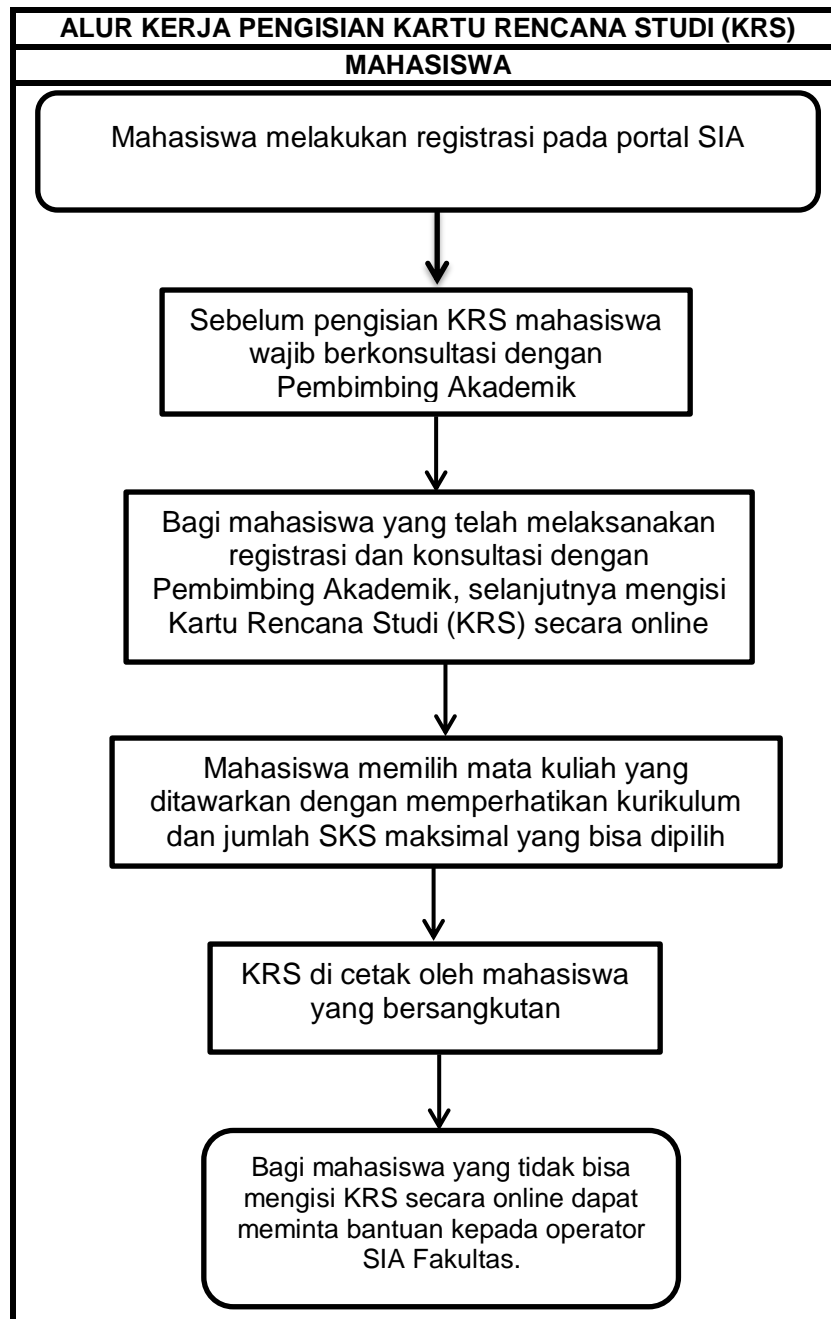 ALUR KERJA PENGISIAN KARTU RENCANA STUDI (KRS)
MAHASISWA
Mahasiswa melakukan registrasi pada portal SIA
Sebelum pengisian KRS mahasiswa
wajib berkonsultasi dengan
Pembimbing Akademik
Bagi mahasiswa yang telah melaksanakan
registrasi dan konsultasi dengan
Pembimbing Akademik, selanjutnya mengisi
Kartu Rencana Studi (KRS) secara online
Mahasiswa memilih mata kuliah yang
ditawarkan dengan memperhatikan kurikulum
dan jumlah SKS maksimal yang bisa dipilih
KRS di cetak oleh mahasiswa
yang bersangkutan
Bagi mahasiswa yang tidak bisa
mengisi KRS secara online dapat
meminta bantuan kepada operator
SIA Fakultas.